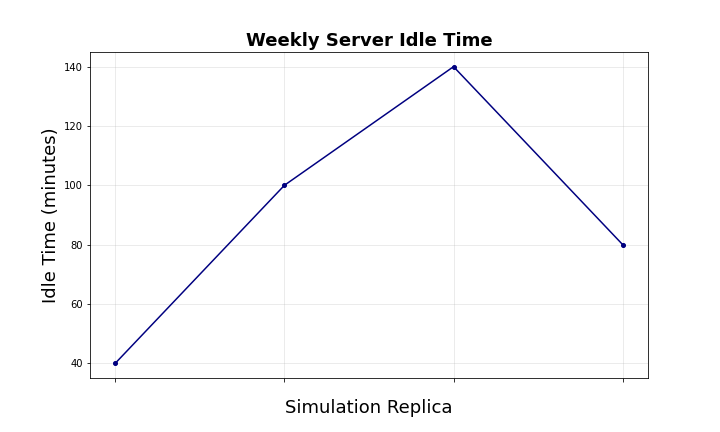 Weekly Server Idle Time
Idle Time (minutes)
140
120
100
80
60
40
Simulation Replica